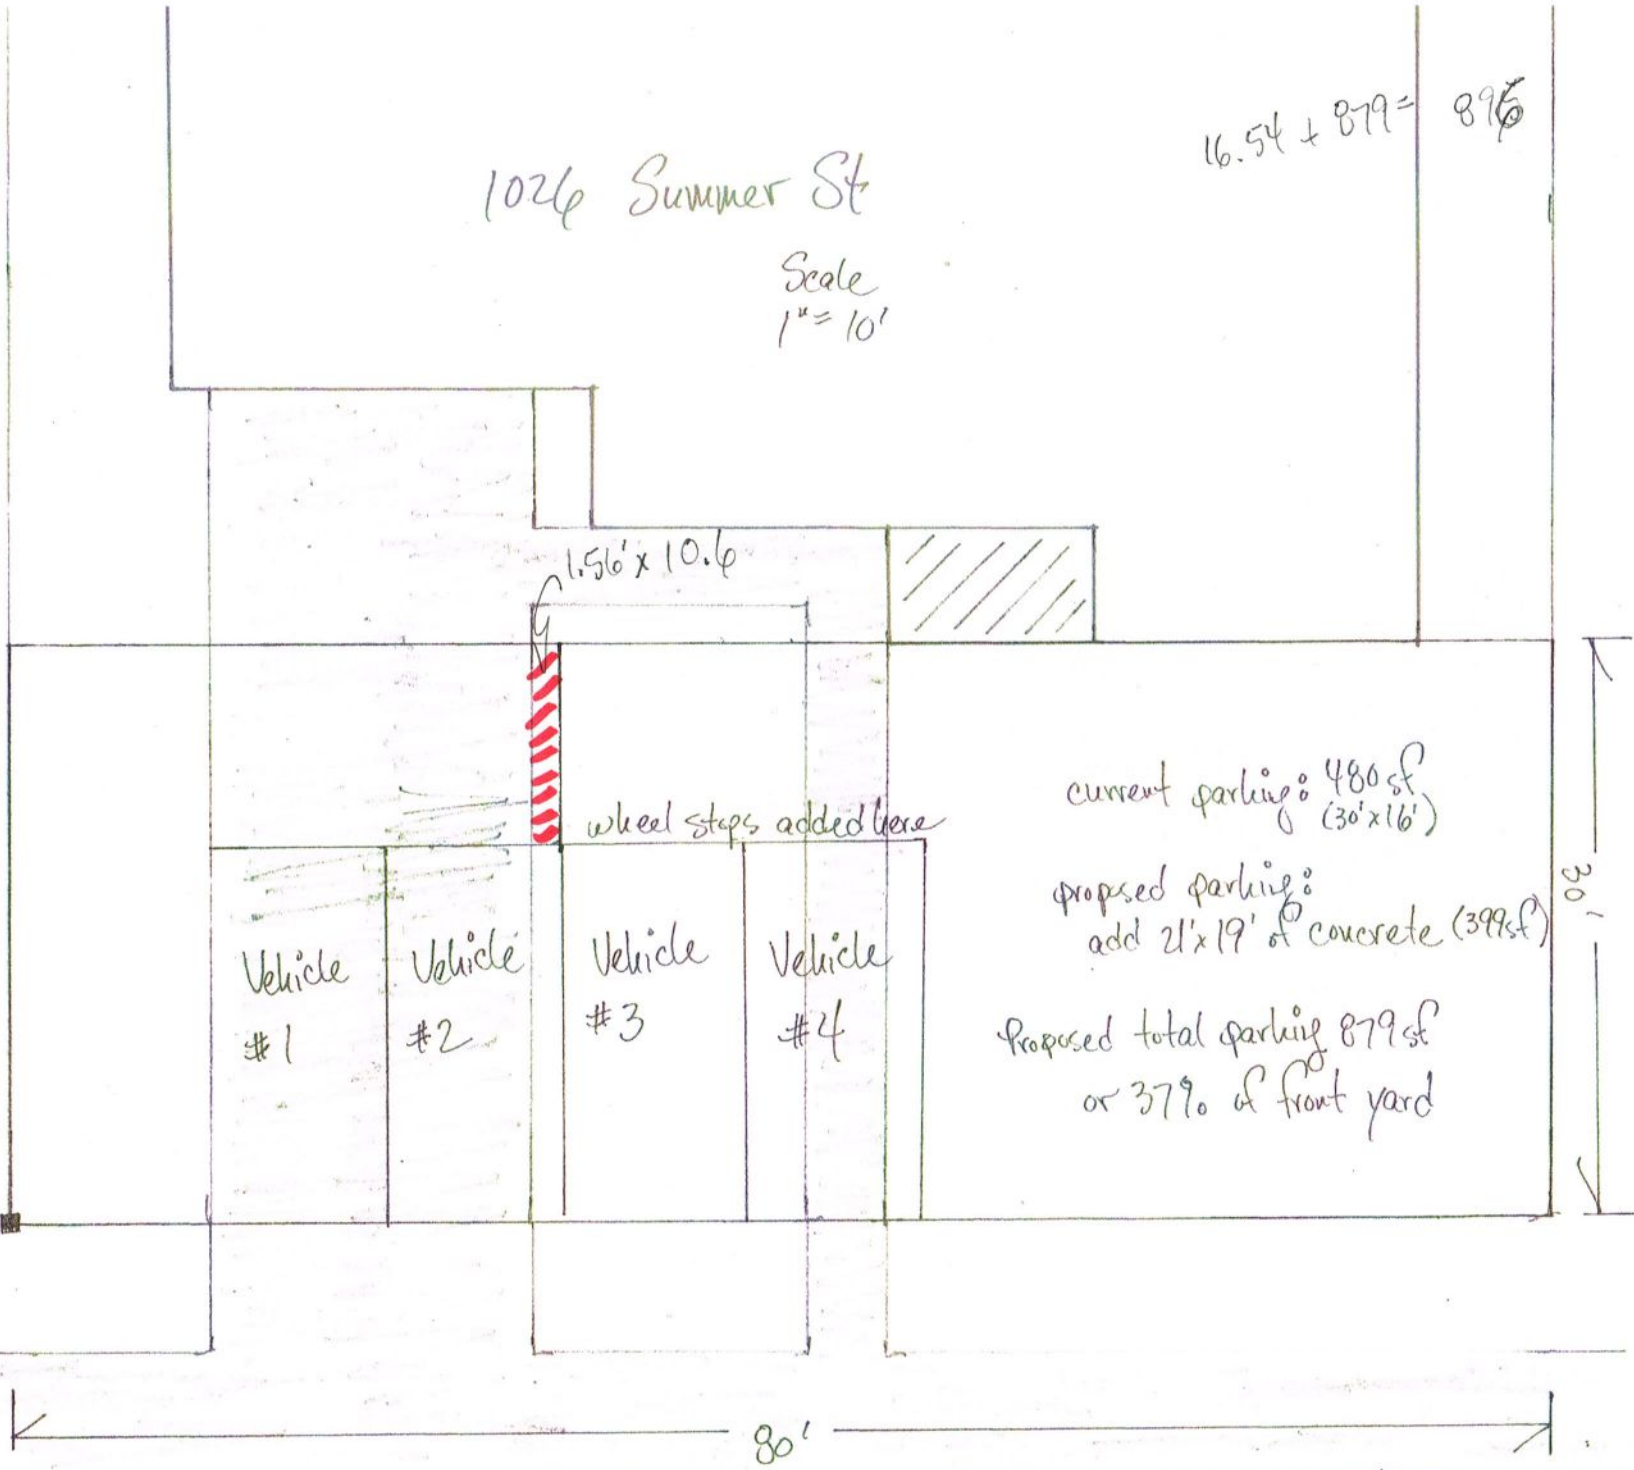 16.54 + 879 = 896
1026 Summer St
Scale
1" = 10'
1.56' x 10.6
wheel stops added here
current parking: 480 sf
(30'x16')
proposed parking:
add 21'x19' of concrete (399sf)
Proposed total parking 879 sf
or 37% of front yard
30'
Vehicle
#1
Vehicle
#2
Vehicle
#3
Vehicle
#4
80'